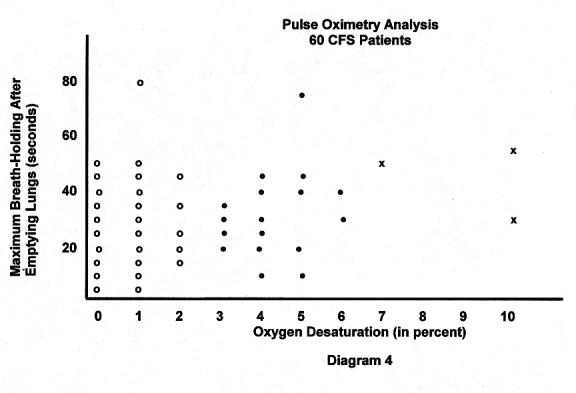 Pulse Oximetry Analysis
60 CFS Patients
Maximum Breath-Holding After
Emptying Lungs (seconds)
80
60
40
20
0 1 2 3 4 5 6 7 8 9 10
Oxygen Desaturation (in percent)
Diagram 4